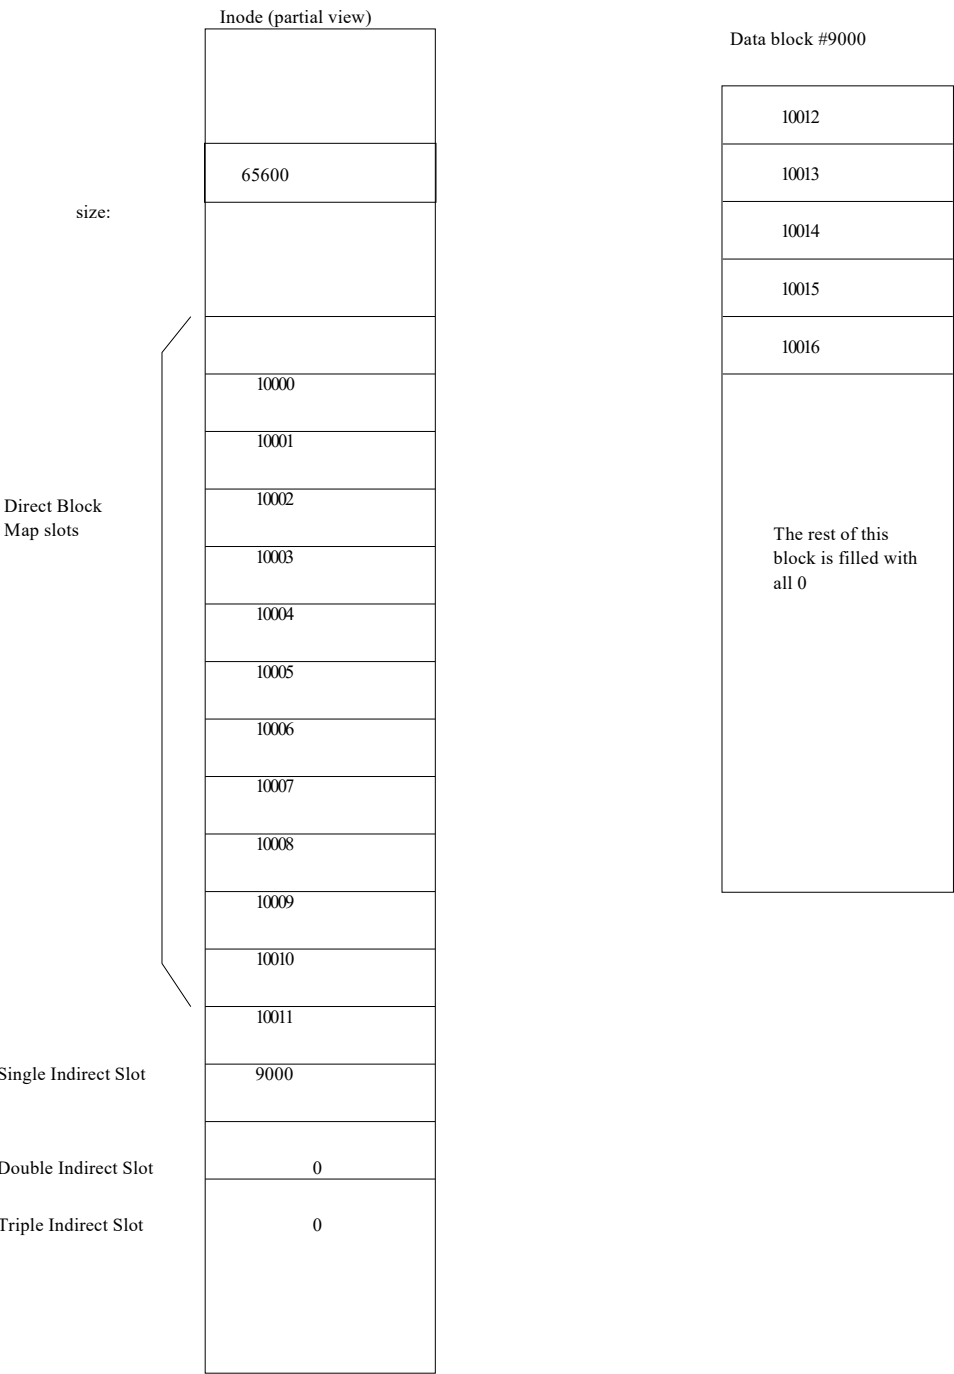 Inode (partial view)
Data block #9000
65600
size:
10000
10001
10002
10003
10004
10005
10006
10007
10008
10009
10010
10011
Direct Block
Map slots
Single Indirect Slot
9000
Double Indirect Slot
0
Triple Indirect Slot
0
10012
10013
10014
10015
10016
The rest of this
block is filled with
all 0